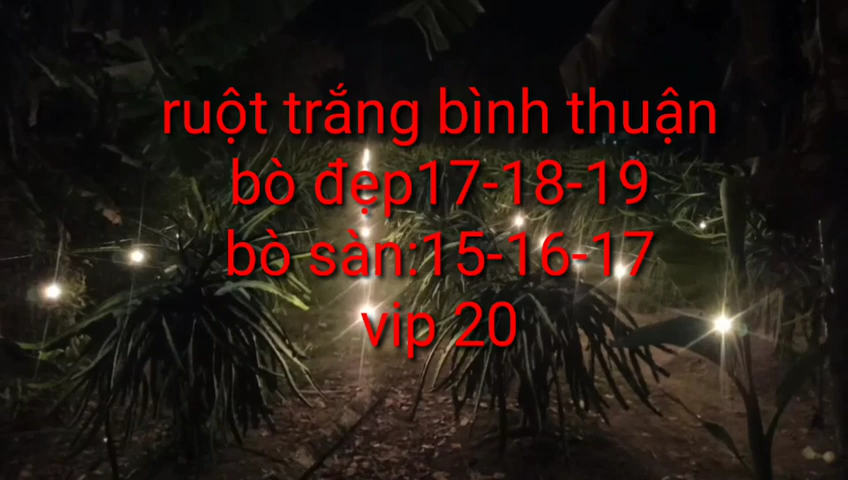 ruột trắng bình thuận
bò đẹp17-18-19
bò sàn:15-16-17
vip 20